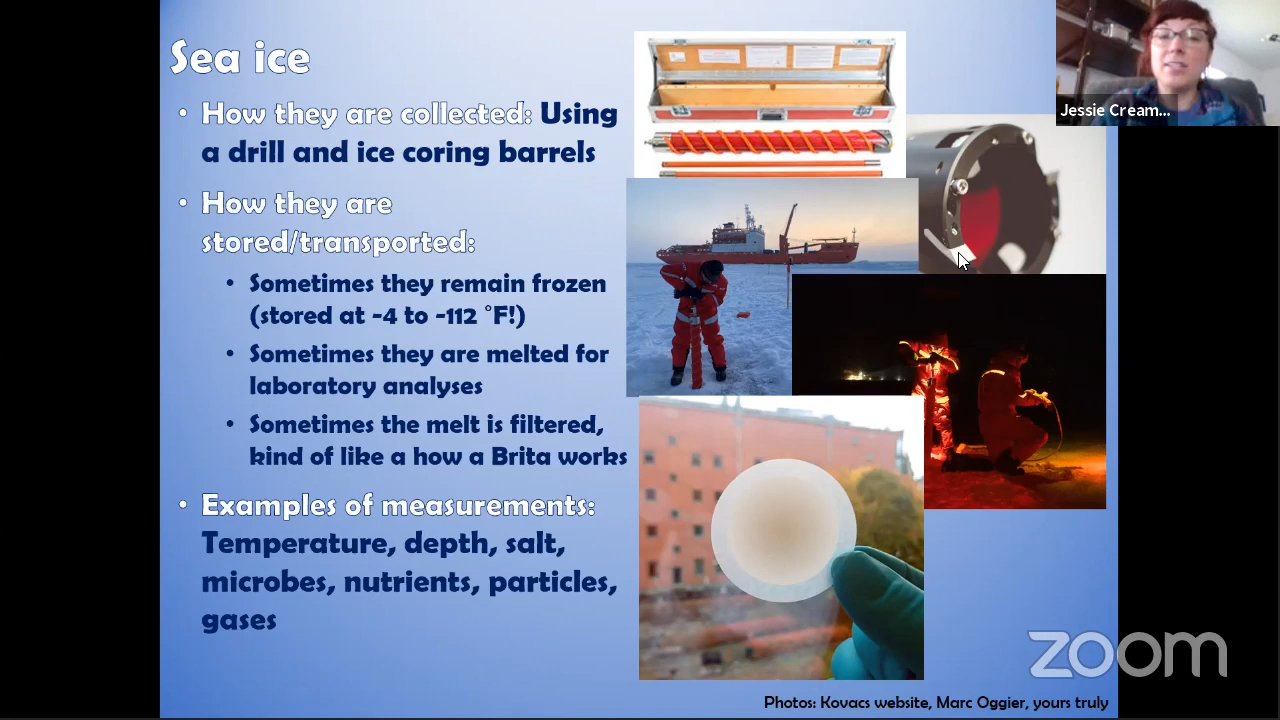 Sea ice
• How they are collected: Using
a drill and ice coring barrels
• How they are
stored/transported:
• Sometimes they remain frozen
(stored at -4 to -112 °F!)
• Sometimes they are melted for
laboratory analyses
• Sometimes the melt is filtered,
kind of like a how a Brita works
• Examples of measurements:
Temperature, depth, salt,
microbes, nutrients, particles,
gases
Jessie Cream...
zoom
Photos: Kovacs website, Marc Oggier, yours truly